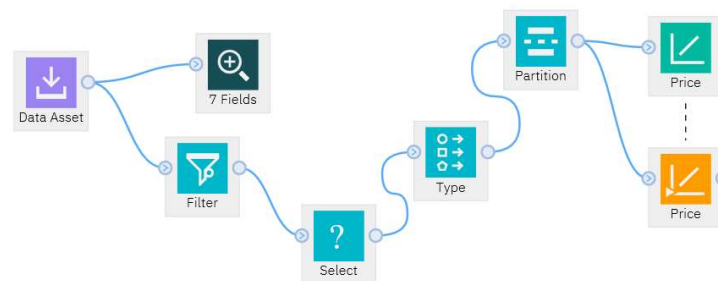 Data Asset
7 Fields
Filter
?
Select
Type
Partition
Price
Price